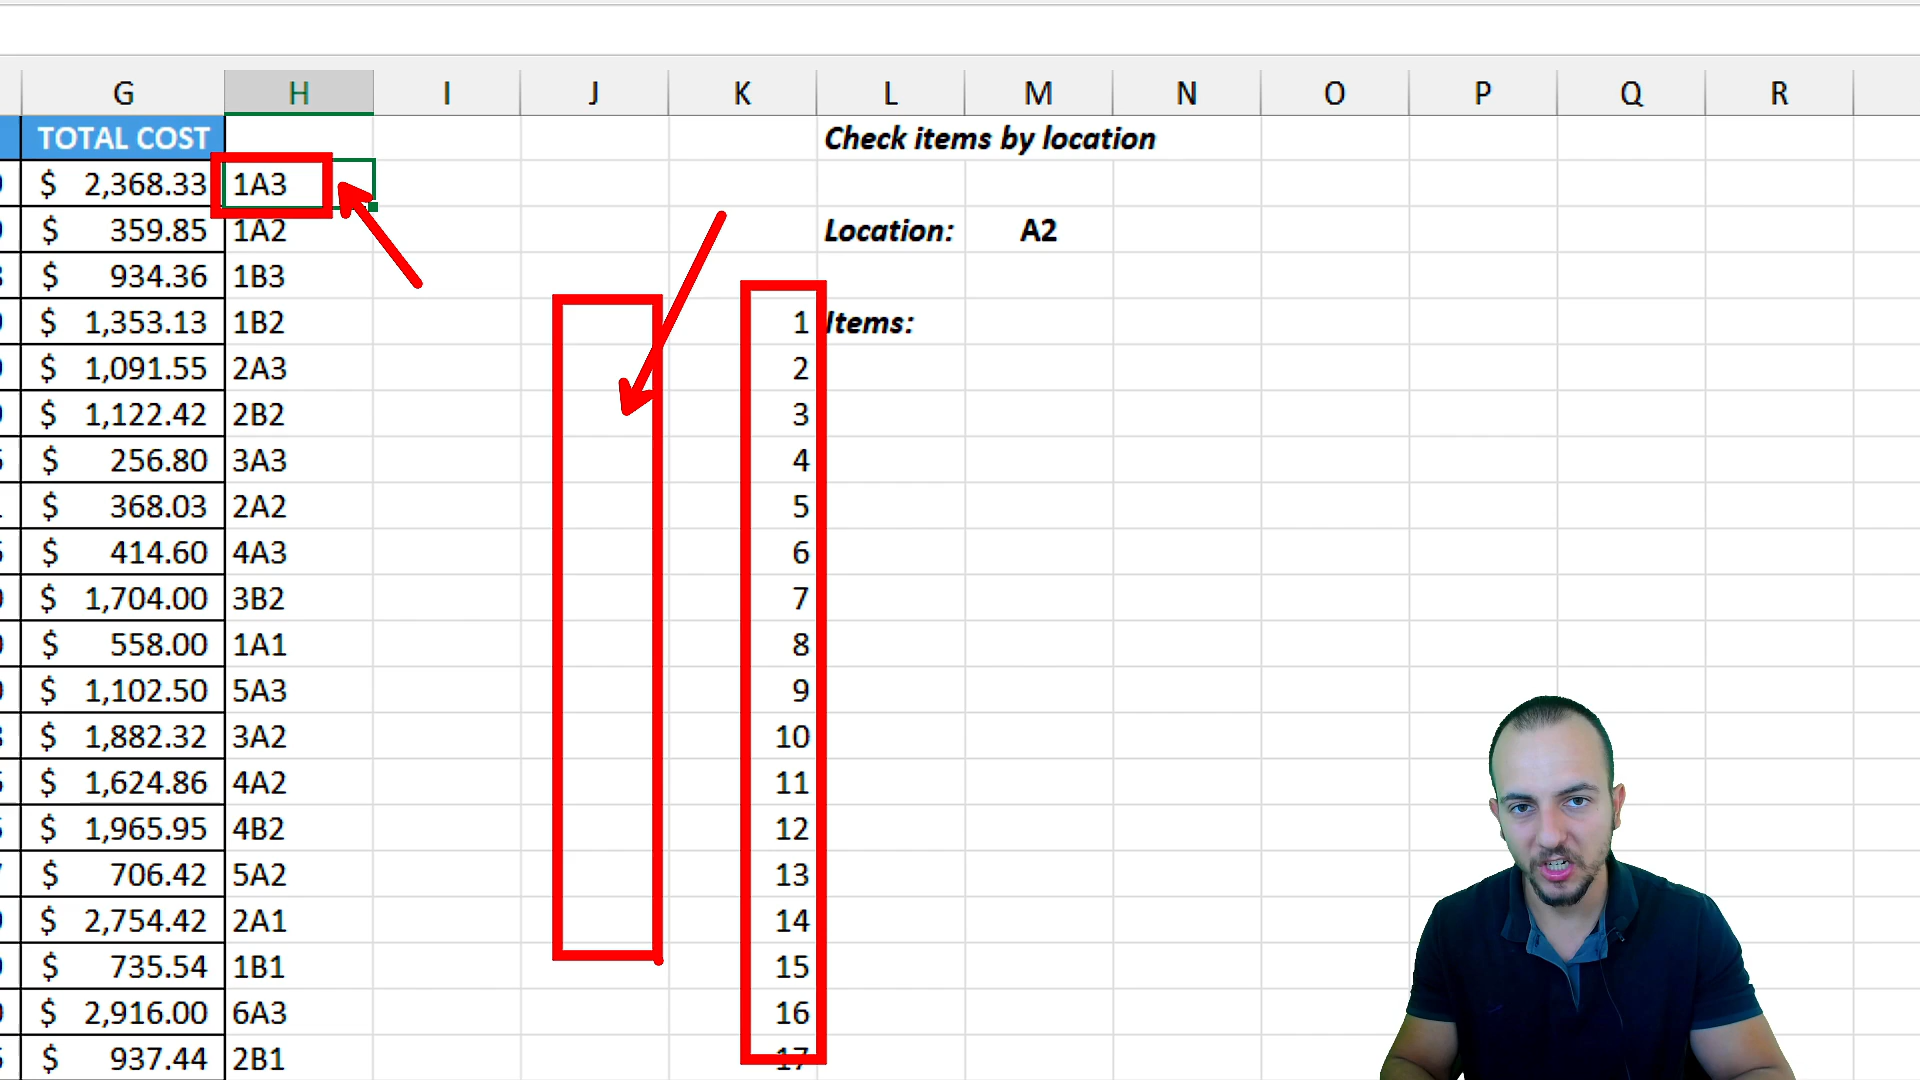 G H I J K L M N O P Q R
TOTAL COST Check items by location
$ 2,368.33 1A3
$ 359.85 1A2 Location: A2
$ 934.36 1B3
$ 1,353.13 1B2 1 Items:
$ 1,091.55 2A3 2
$ 1,122.42 2B2 3
$ 256.80 3A3 4
$ 368.03 2A2 5
$ 414.60 4A3 6
$ 1,704.00 3B2 7
$ 558.00 1A1 8
$ 1,102.50 5A3 9
$ 1,882.32 3A2 10
$ 1,624.86 4A2 11
$ 1,965.95 4B2 12
$ 706.42 5A2 13
$ 2,754.42 2A1 14
$ 735.54 1B1 15
$ 2,916.00 6A3 16
$ 937.44 2B1 17